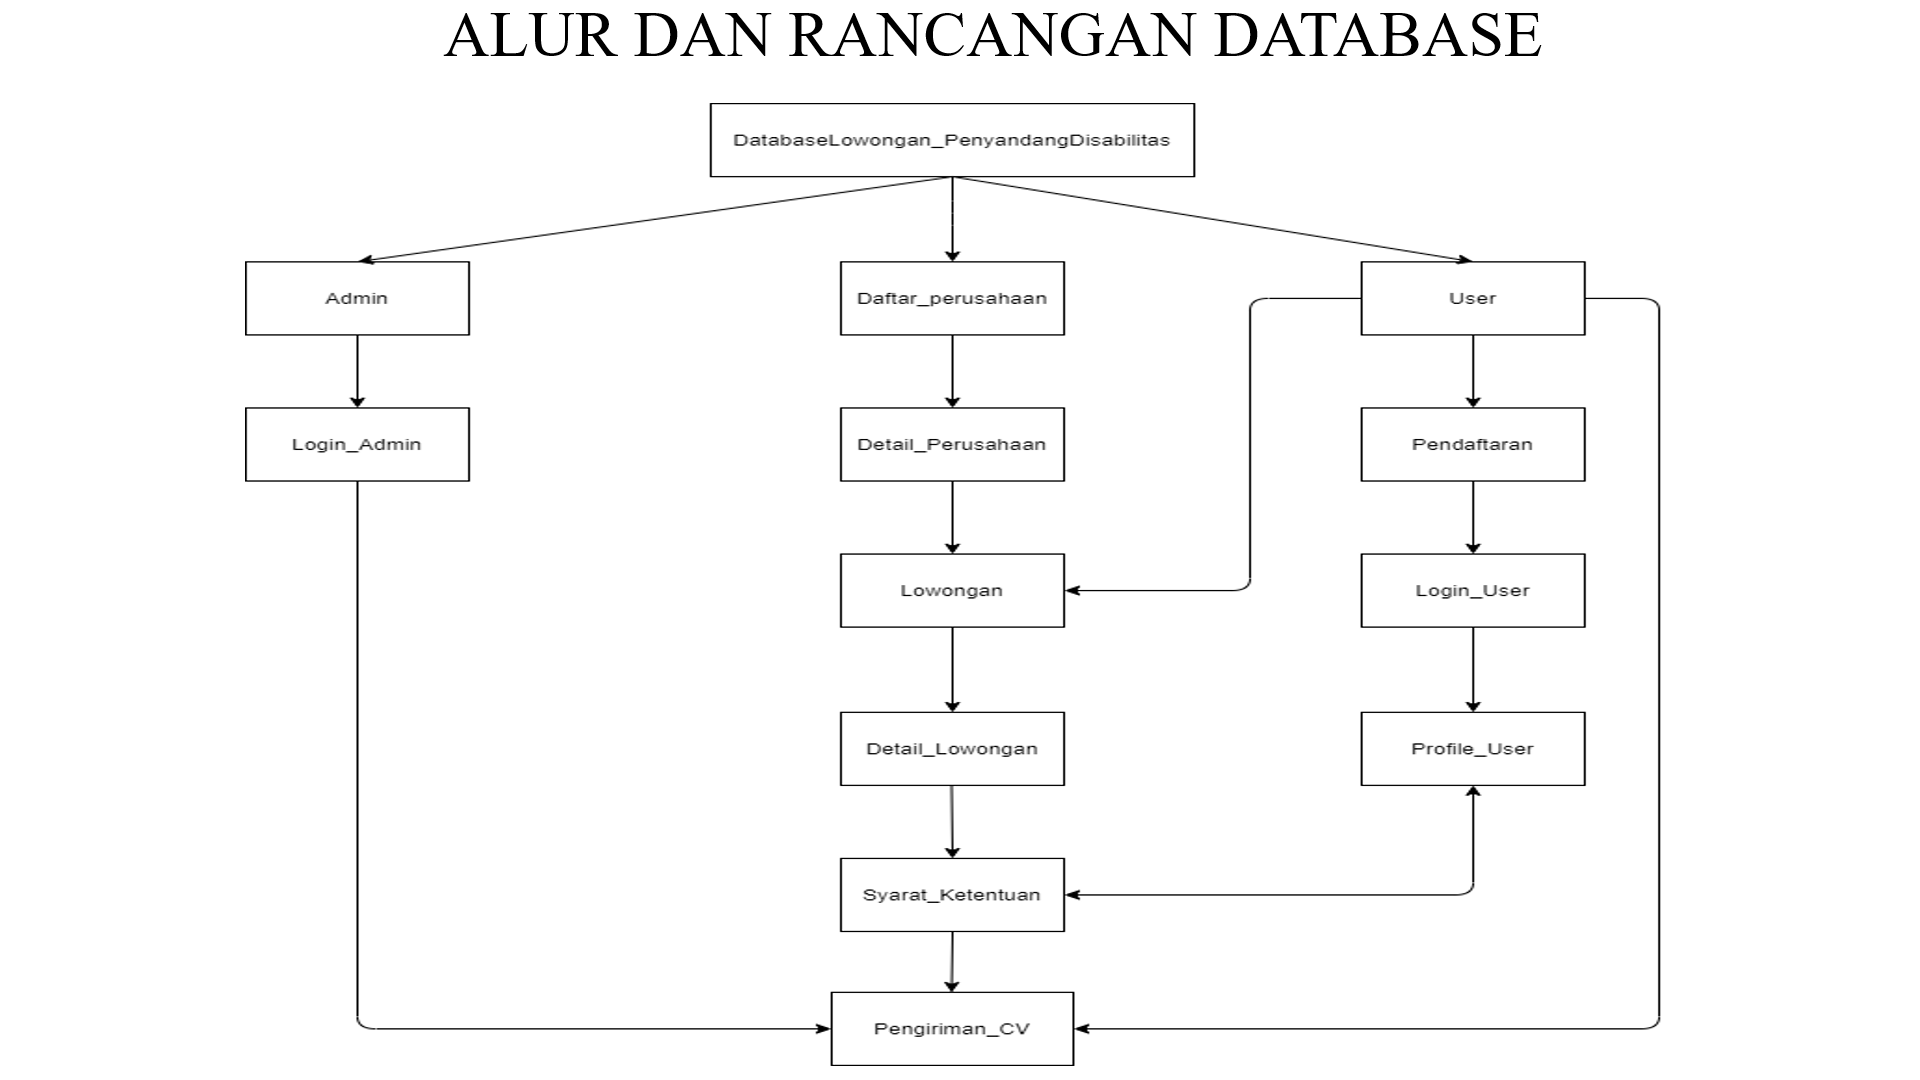 ALUR DAN RANCANGAN DATABASE
DatabaseLowongan_PenyandangDisabilitas
Admin
Daftar_perusahaan
User
Login_Admin
Detail_Perusahaan
Pendaftaran
Lowongan
Login_User
Detail_Lowongan
Profile_User
Syarat_Ketentuan
Pengiriman_CV